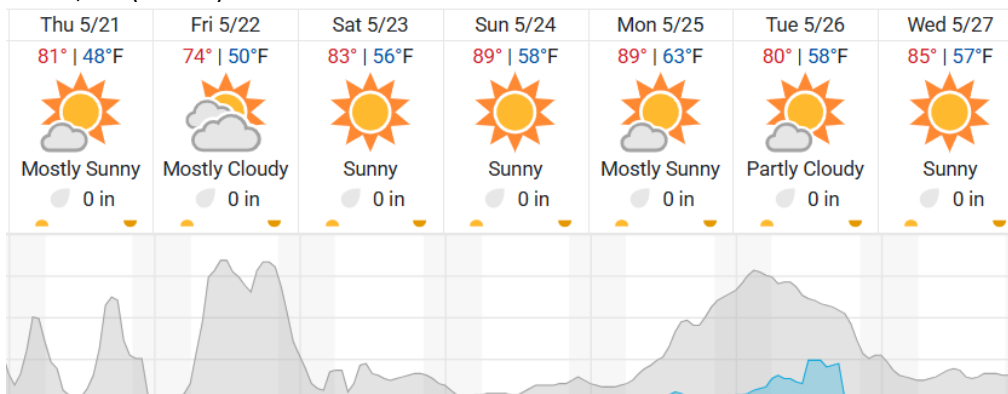 Thu 5/21 Fri 5/22 Sat 5/23 Sun 5/24 Mon 5/25 Tue 5/26 Wed 5/27
81° | 48°F 74° | 50°F 83° | 56°F 89° | 58°F 89° | 63°F 80° | 58°F 85° | 57°F
Mostly Sunny Mostly Cloudy Sunny Sunny Mostly Sunny Partly Cloudy Sunny
0 in 0 in 0 in 0 in 0 in 0 in 0 in